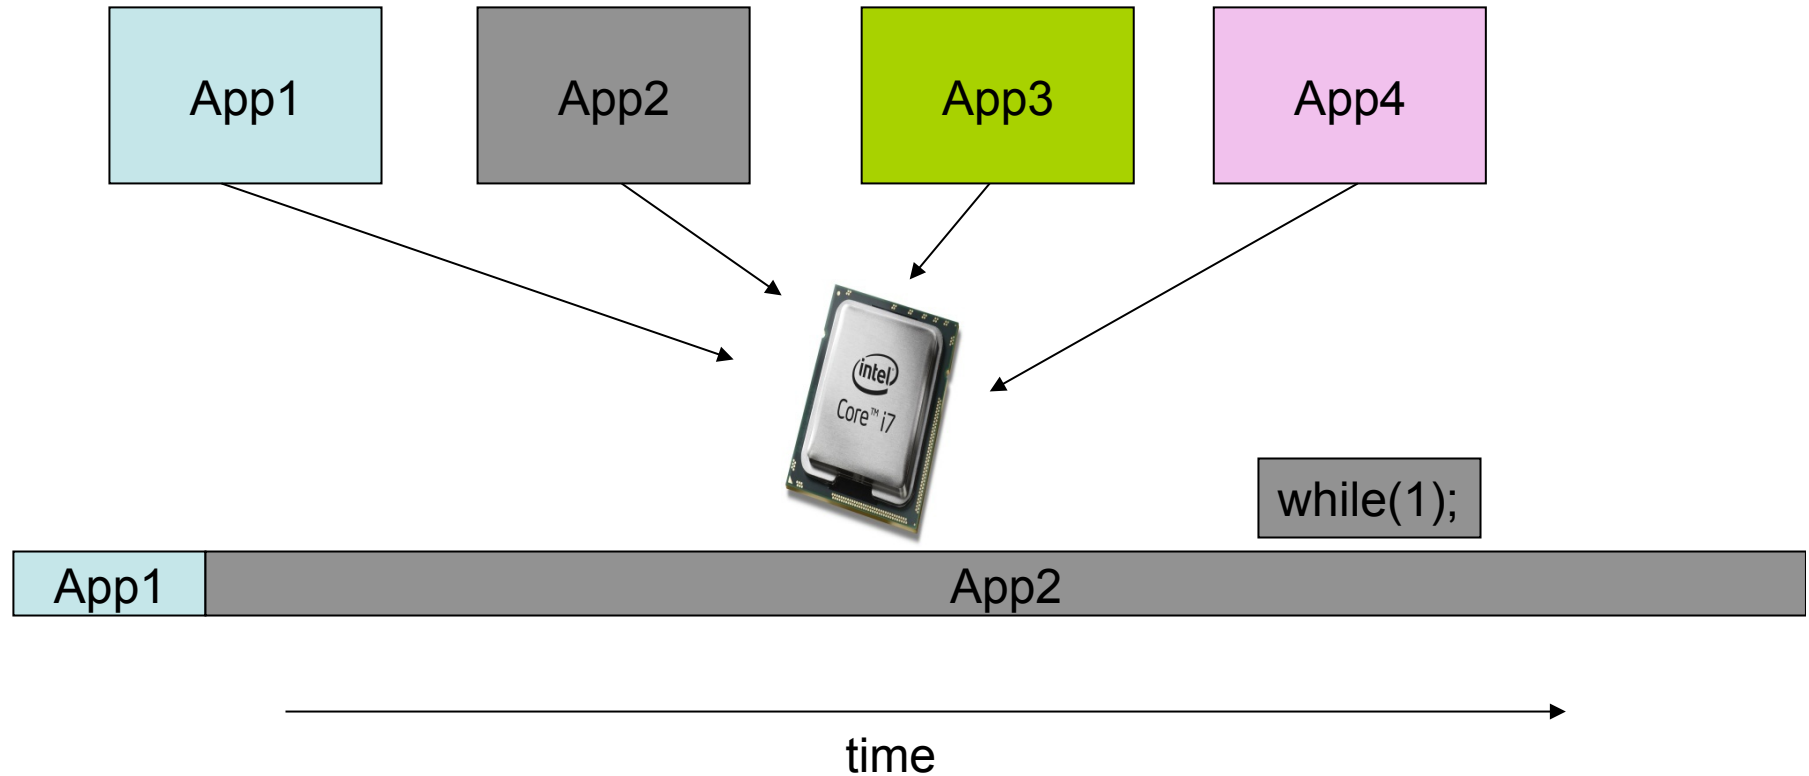 App1
App2
App3
App4
intel
Core™ i7
while(1);
App1
App2
time